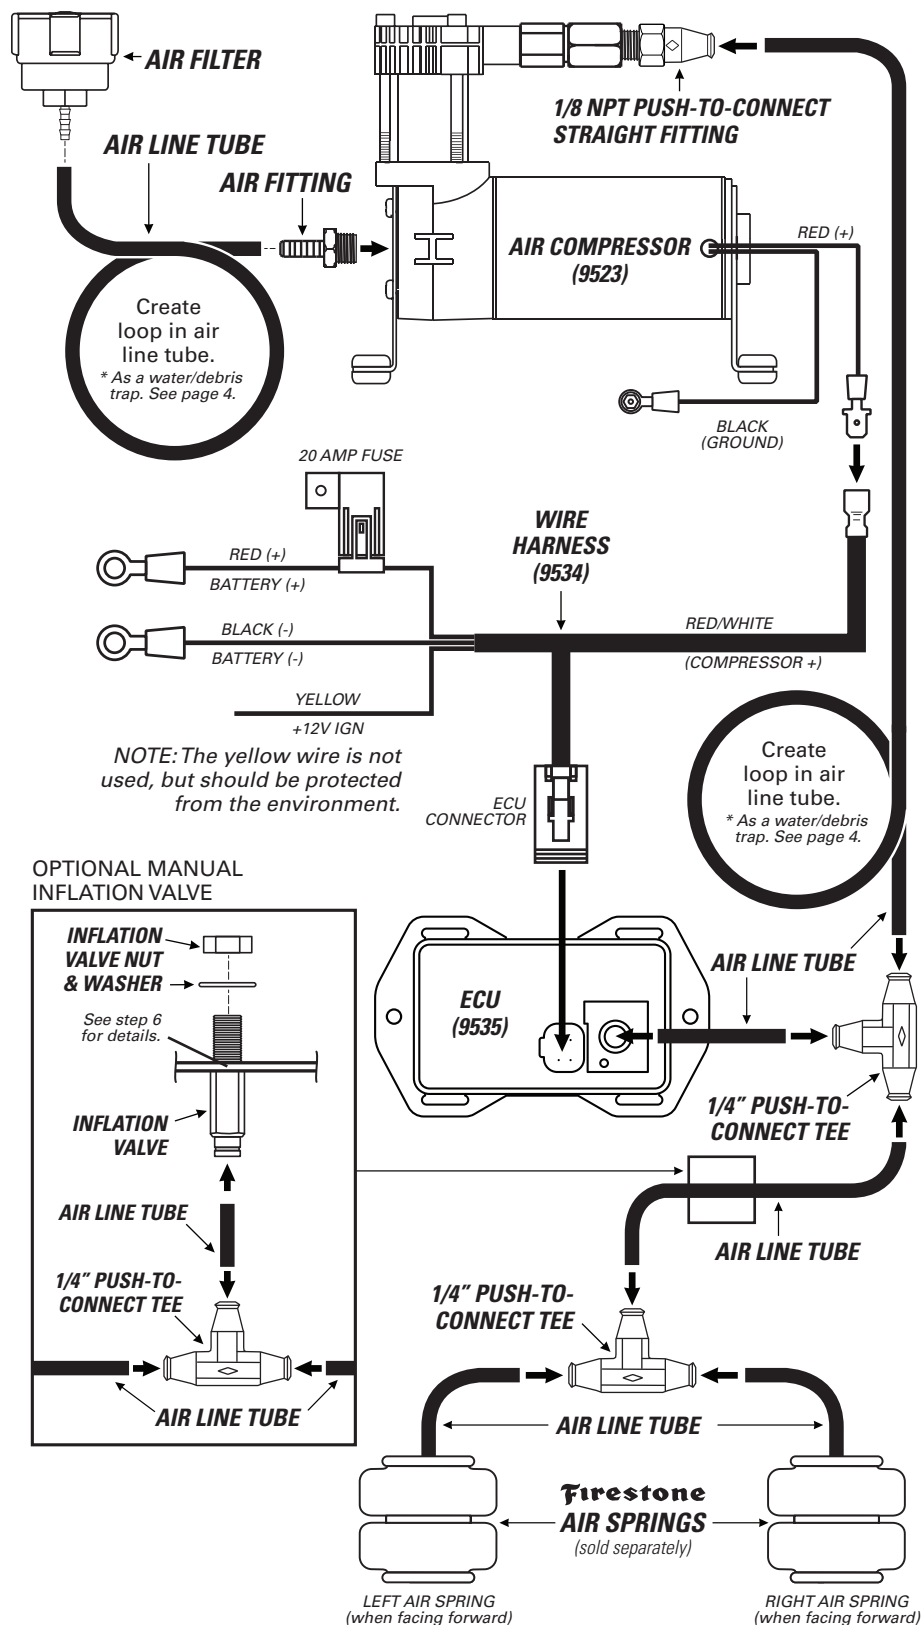 AIR FILTER
1/8 NPT PUSH-TO-CONNECT
STRAIGHT FITTING
AIR LINE TUBE
AIR FITTING
AIR COMPRESSOR
(9523)
RED (+)
Create
loop in air
line tube.
* As a water/debris
trap. See page 4.
BLACK
(GROUND)
20 AMP FUSE
WIRE
HARNESS
(9534)
RED (+)
BATTERY (+)
BLACK (-)
BATTERY (-)
RED/WHITE
(COMPRESSOR +)
YELLOW
+12V IGN
NOTE: The yellow wire is not
used, but should be protected
from the environment.
ECU
CONNECTOR
Create
loop in air
line tube.
* As a water/debris
trap. See page 4.
OPTIONAL MANUAL
INFLATION VALVE
INFLATION
VALVE NUT
& WASHER
See step 6
for details.
INFLATION
VALVE
AIR LINE TUBE
1/4" PUSH-TO-
CONNECT TEE
AIR LINE TUBE
ECU
(9535)
AIR LINE TUBE
1/4" PUSH-TO-
CONNECT TEE
AIR LINE TUBE
1/4" PUSH-TO-
CONNECT TEE
AIR LINE TUBE
Firestone
AIR SPRINGS
(sold separately)
LEFT AIR SPRING
(when facing forward)
RIGHT AIR SPRING
(when facing forward)